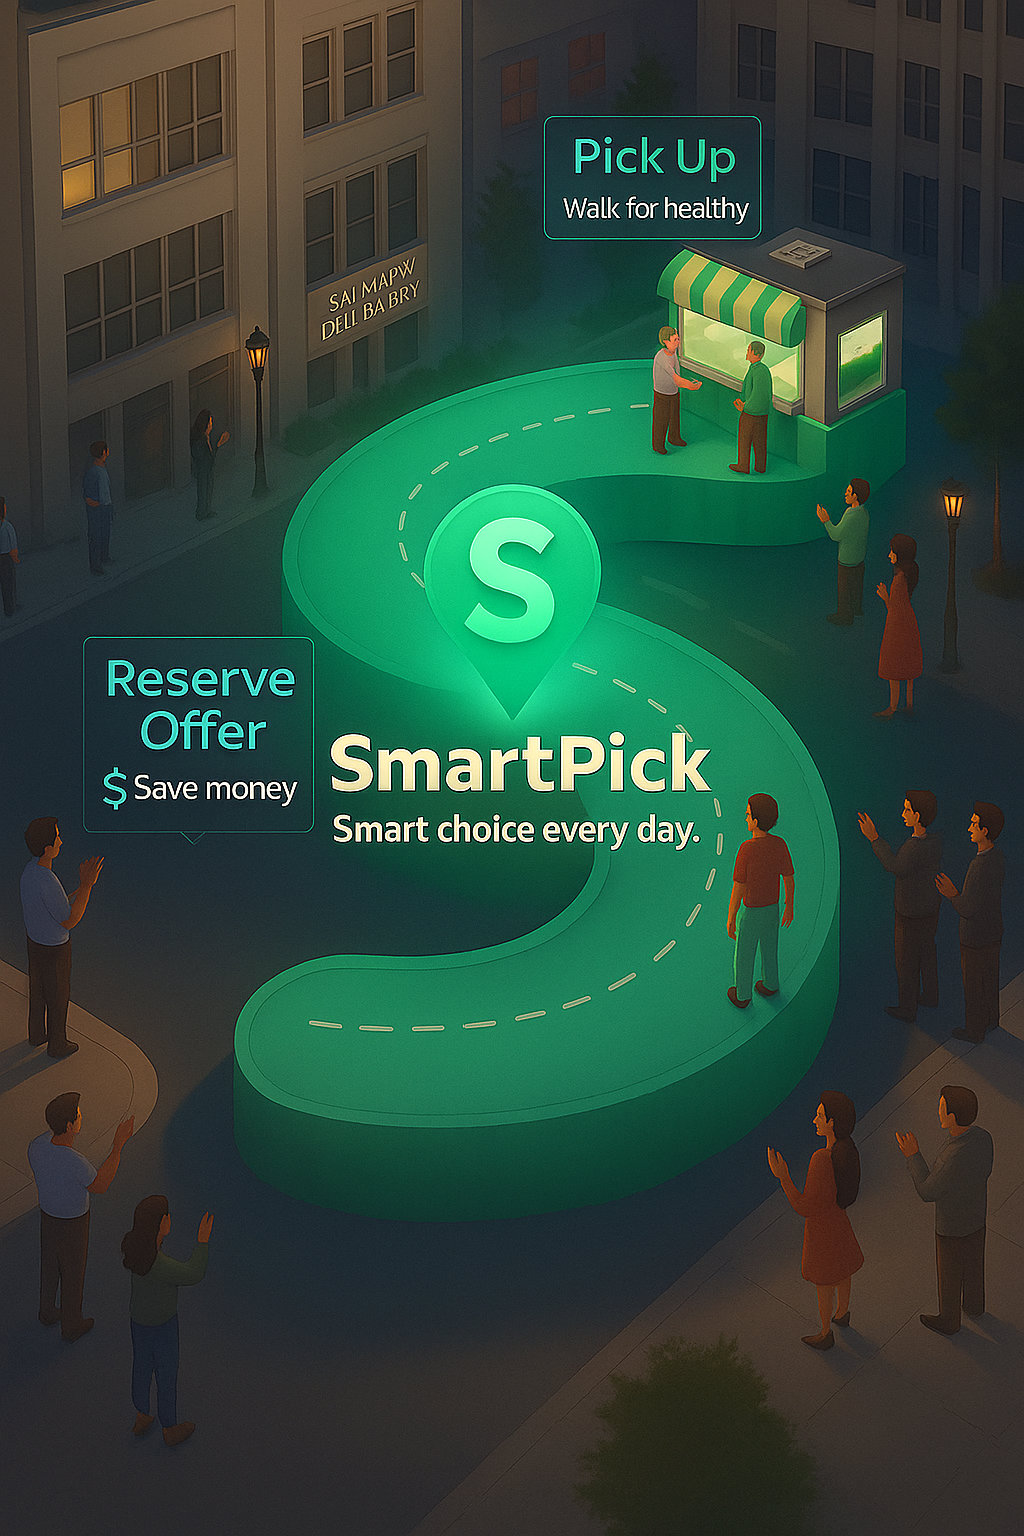 Pick Up
Walk for healthy
SAI MAPW
DELL BA BRY
S
Reserve
Offer
$ Save money
SmartPick
Smart choice every day.